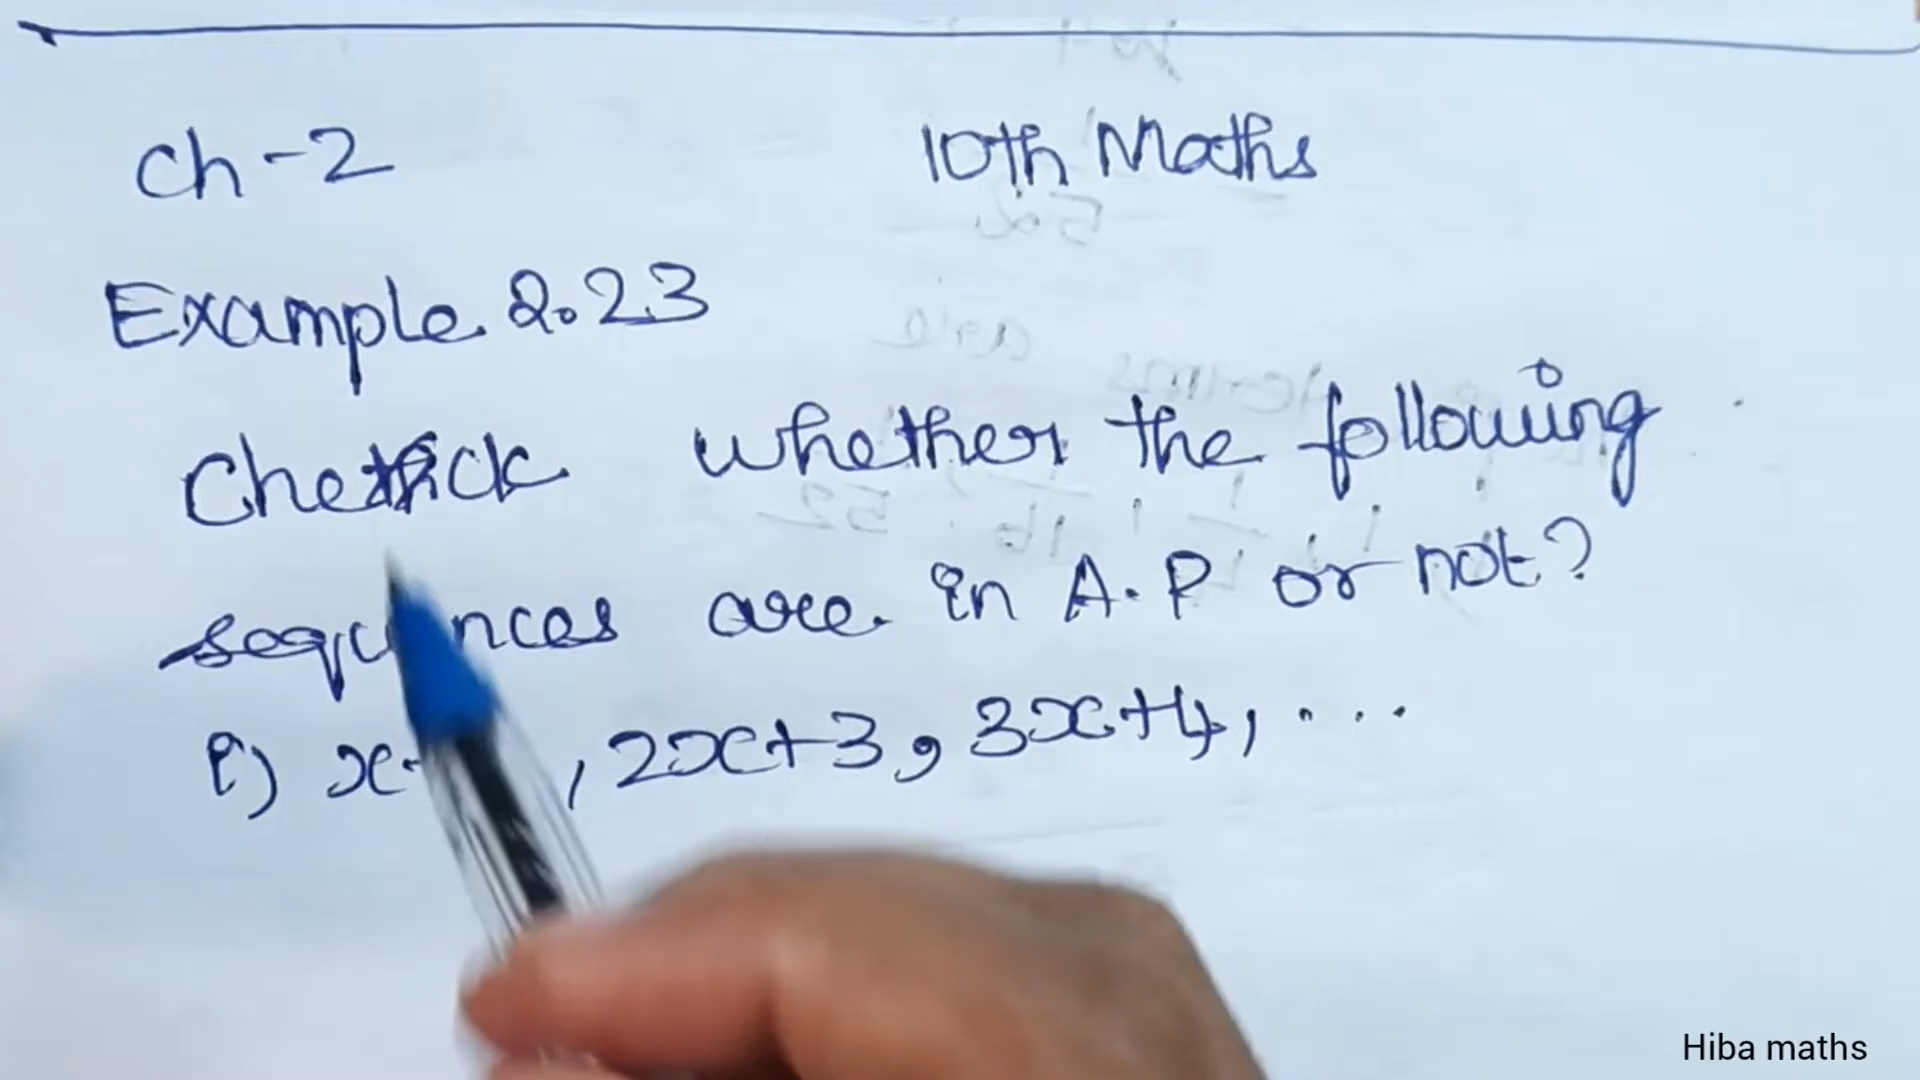 Ch-2 10th Maths
Example 2.23
Check whether the following
sequences are in A.P or not?
i) x+ , 2x+3, 3x+4, ...
Hiba maths